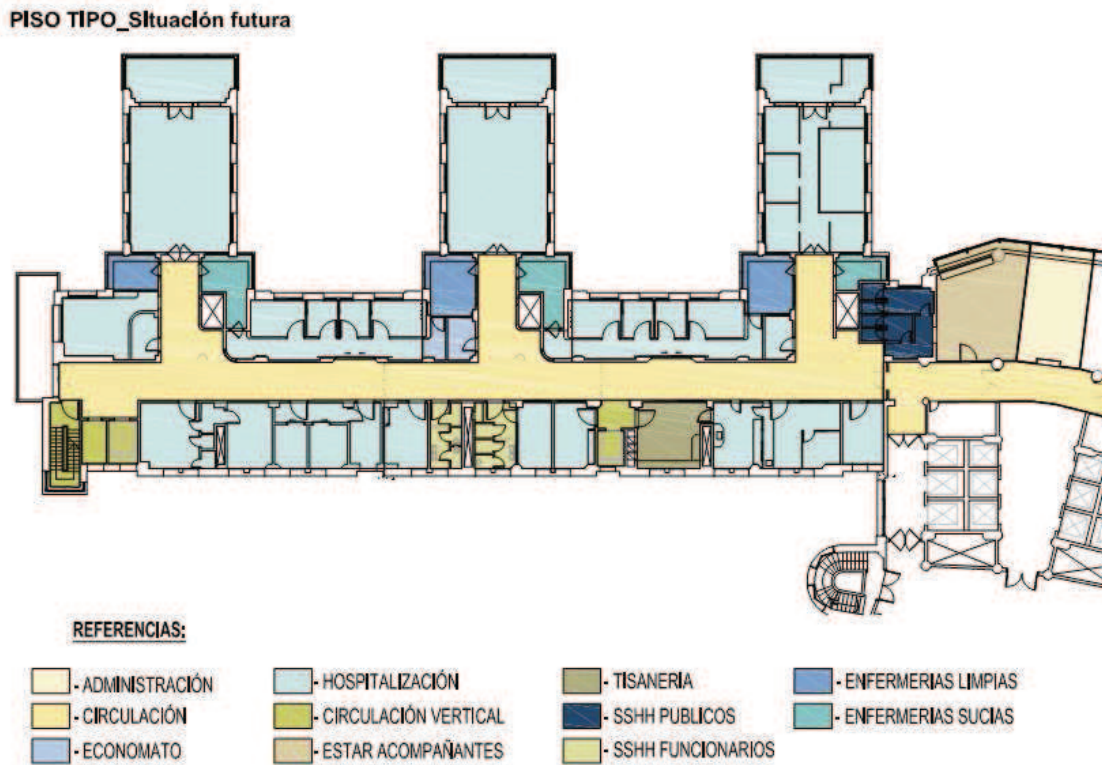 PISO TIPO_Situación futura
REFERENCIAS:
- ADMINISTRACIÓN
- CIRCULACIÓN
- ECONOMATO
- HOSPITALIZACIÓN
- CIRCULACIÓN VERTICAL
- ESTAR ACOMPAÑANTES
- TISANERIA
- SSHH PUBLICOS
- SSHH FUNCIONARIOS
- ENFERMERIAS LIMPIAS
- ENFERMERIAS SUCIAS